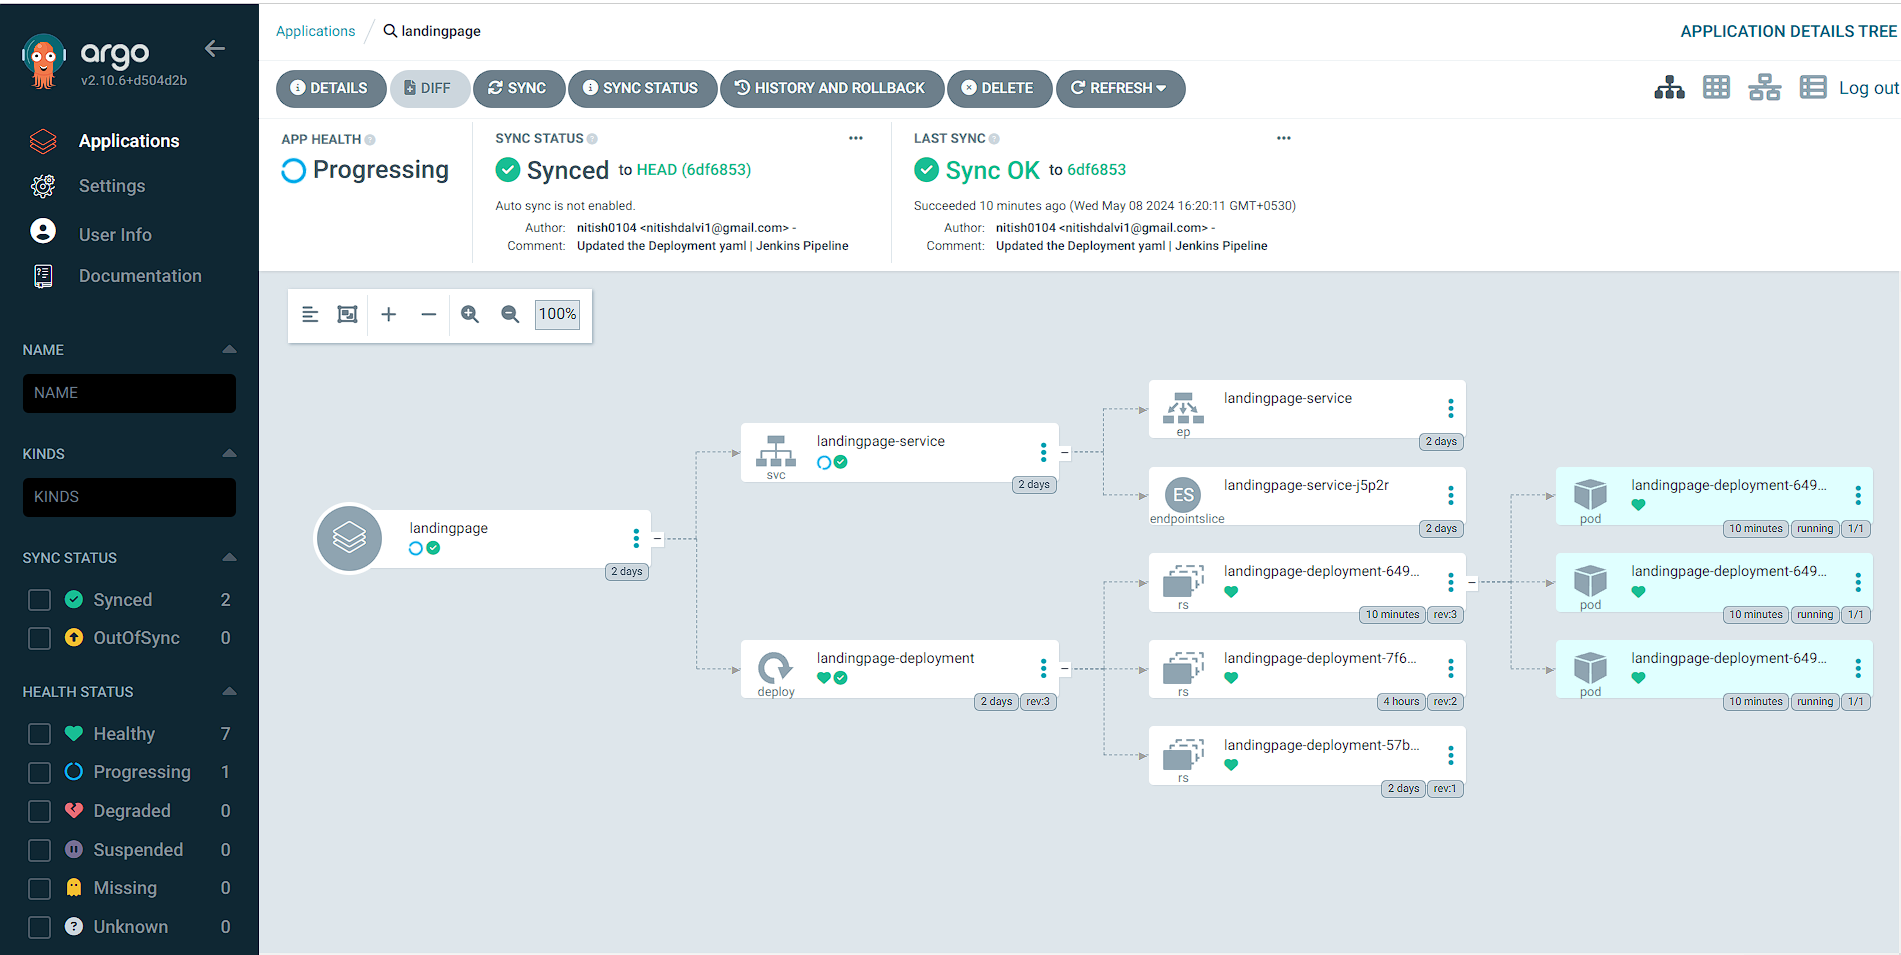 argo
v2.10.6+d504d2b
Applications
Settings
User Info
Documentation
NAME
NAME
KINDS
KINDS
SYNC STATUS
Synced 2
OutOfSync 0
HEALTH STATUS
Healthy 7
Progressing 1
Degraded 0
Suspended 0
Missing 0
Unknown 0
Applications / landingpage
APPLICATION DETAILS TREE
DETAILS DIFF SYNC SYNC STATUS HISTORY AND ROLLBACK DELETE REFRESH
Log out
APP HEALTH
Progressing
SYNC STATUS
Synced to HEAD (6df6853)
Auto sync is not enabled.
Author: nitish0104 <nitishdalvi1@gmail.com> -
Comment: Updated the Deployment yaml | Jenkins Pipeline
LAST SYNC
Sync OK to 6df6853
Succeeded 10 minutes ago (Wed May 08 2024 16:20:11 GMT+0530)
Author: nitish0104 <nitishdalvi1@gmail.com> -
Comment: Updated the Deployment yaml | Jenkins Pipeline
100%
landingpage
2 days
landingpage-service
svc
2 days
landingpage-deployment
deploy
2 days rev:3
landingpage-service
ep
2 days
ES
landingpage-service-j5p2r
endpointslice
2 days
landingpage-deployment-649...
rs
10 minutes rev:3
landingpage-deployment-7f6...
rs
4 hours rev:2
landingpage-deployment-57b...
rs
2 days rev:1
landingpage-deployment-649...
pod
10 minutes running 1/1
landingpage-deployment-649...
pod
10 minutes running 1/1
landingpage-deployment-649...
pod
10 minutes running 1/1